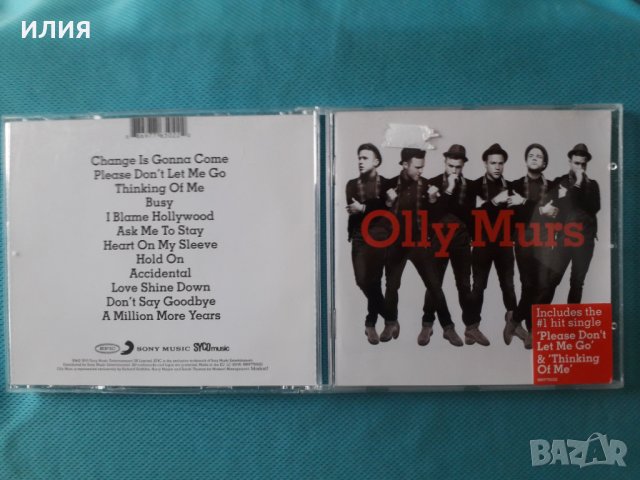 илия
Change Is Gonna Come
Please Don't Let Me Go
Thinking Of Me
Busy
I Blame Hollywood
Ask Me To Stay
Heart On My Sleeve
Hold On
Accidental
Love Shine Down
Don't Say Goodbye
A Million More Years
epic
SONY MUSIC
SYCOmusic
Olly Murs
Includes the
#1 hit single
'Please Don't
Let Me Go'
& 'Thinking
Of Me'
BAZAR
.bg